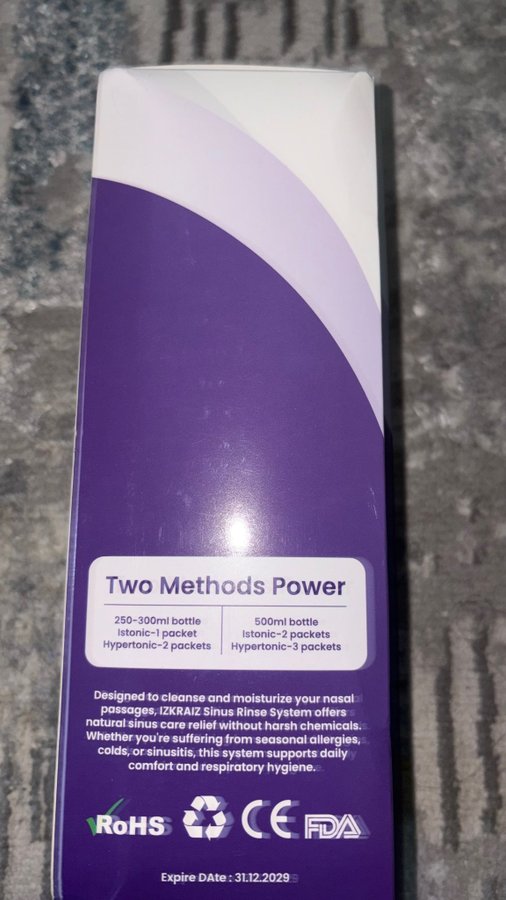 Two Methods Power
250-300ml bottle
Istonic-1 packet
Hypertonic-2 packets
500ml bottle
Istonic-2 packets
Hypertonic-3 packets
Designed to cleanse and moisturize your nasal
passages, IZKRAIZ Sinus Rinse System offers
natural sinus care relief without harsh chemicals.
Whether you're suffering from seasonal allergies,
colds, or sinusitis, this system supports daily
comfort and respiratory hygiene.
RoHS CE FDA
Expire DAte : 31.12.2029